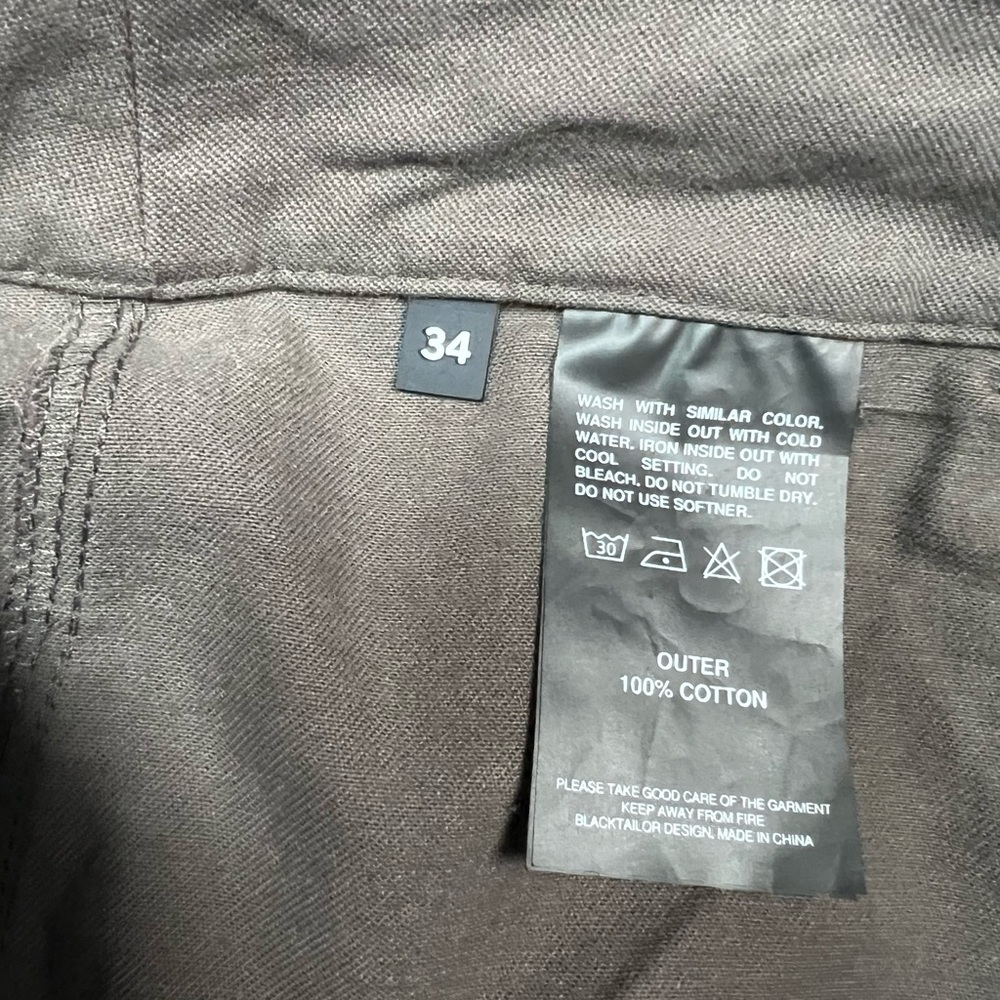 34
WASH WITH SIMILAR COLOR.
WASH INSIDE OUT WITH COLD
WATER. IRON INSIDE OUT WITH
COOL SETTING. DO NOT
BLEACH. DO NOT TUMBLE DRY.
DO NOT USE SOFTNER.
30
OUTER
100% COTTON
PLEASE TAKE GOOD CARE OF THE GARMENT
KEEP AWAY FROM FIRE
BLACKTAILOR DESIGN, MADE IN CHINA